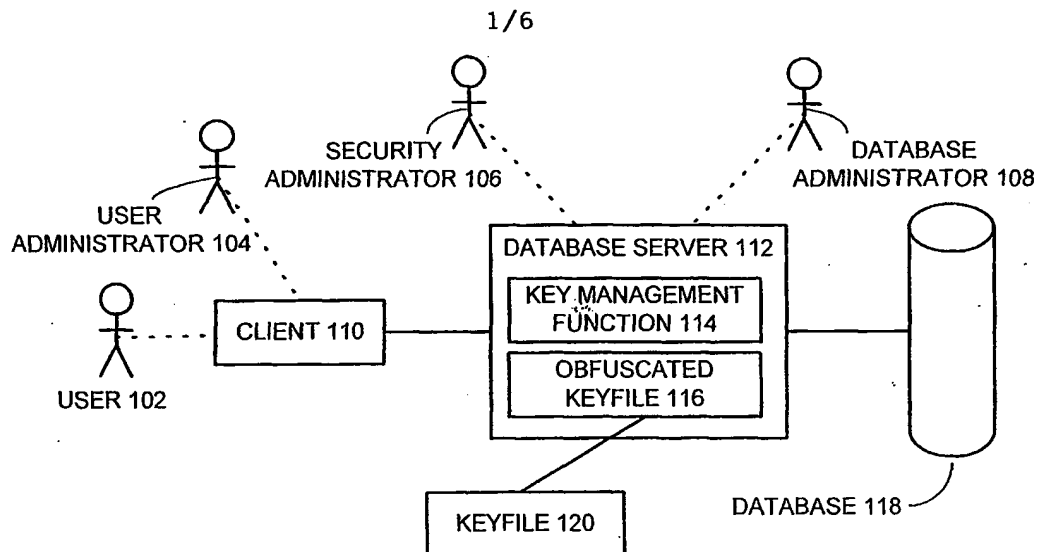 1/6
SECURITY
ADMINISTRATOR 106
DATABASE
ADMINISTRATOR 108
USER
ADMINISTRATOR 104
DATABASE SERVER 112
KEY MANAGEMENT
FUNCTION 114
CLIENT 110
OBFUSCATED
KEYFILE 116
USER 102
DATABASE 118
KEYFILE 120